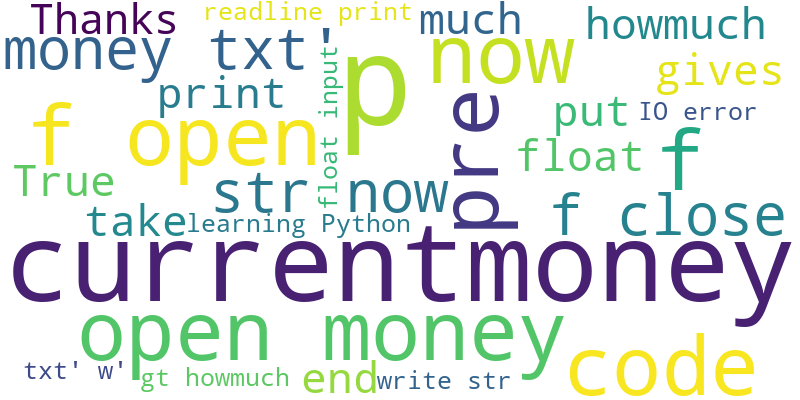 Thanks
readline print
much
howmuch
money txt'
p
now
gives
print
float input
pre
put
IO error
f open
float
f
True
str now
take
learning Python
f close
currentmoney
open money
code
txt' w'
gt howmuch
end
write str